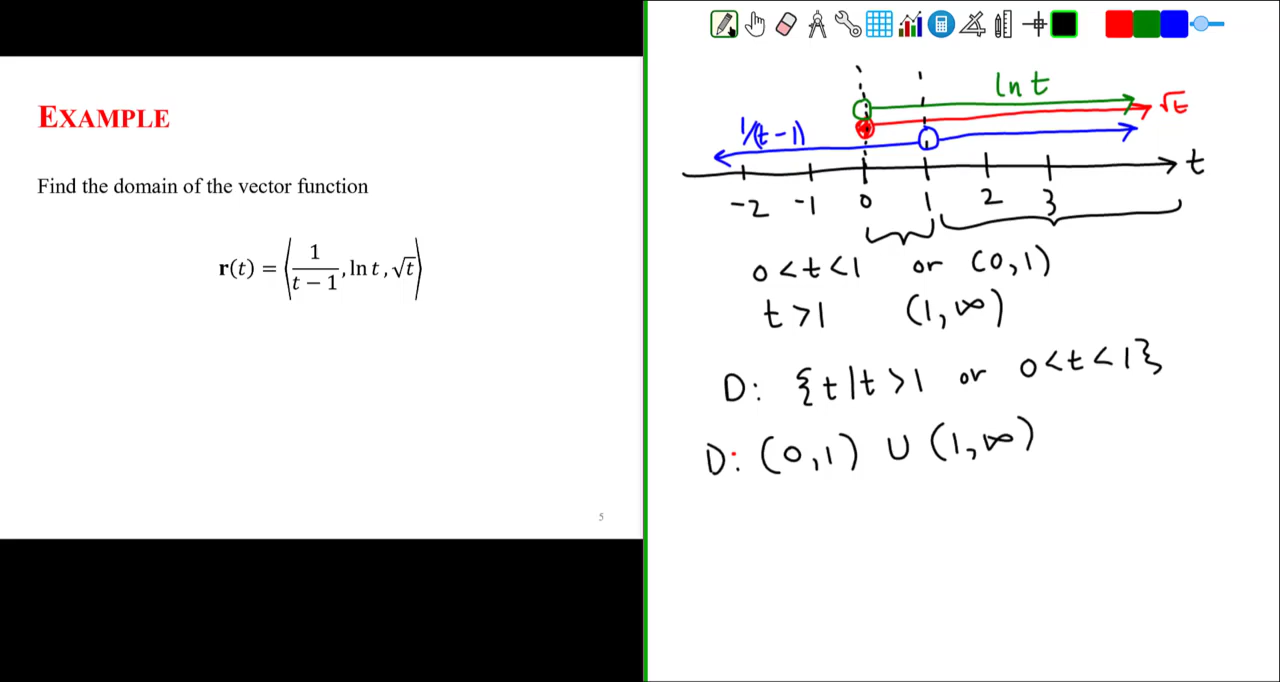 EXAMPLE
Find the domain of the vector function
r(t) = ⟨1/(t − 1), ln t, √t⟩
5
ln t
√t
1/(t-1)
t
-2 -1 0 1 2 3
0 < t < 1 or (0,1)
t > 1 (1, ∞)
D: {t | t > 1 or 0 < t < 1}
D: (0,1) ∪ (1, ∞)